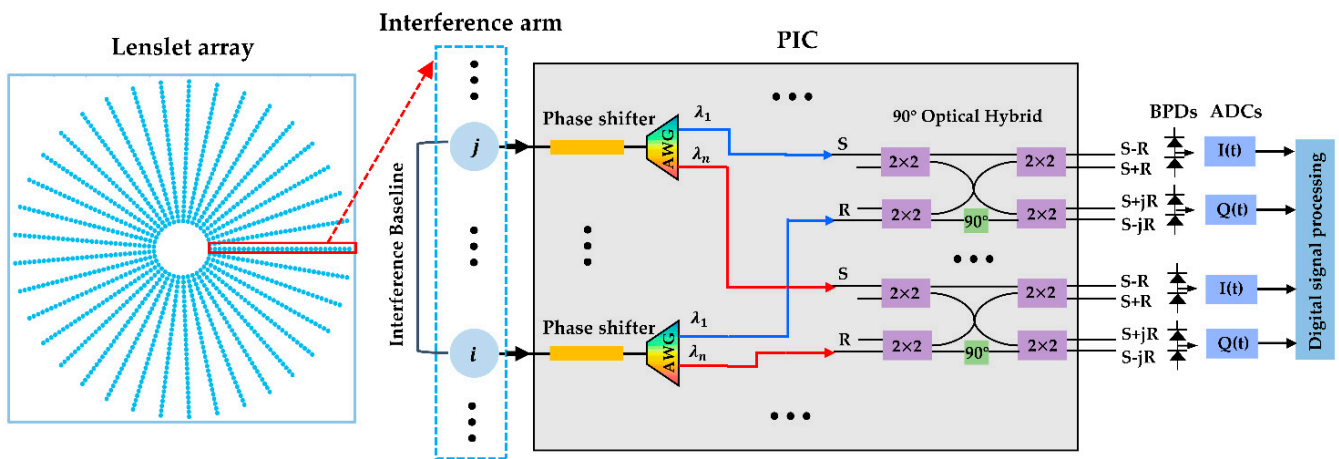 Lenslet array
Interference arm
PIC
Interference Baseline
j
i
Phase shifter
AWG
λ1
λn
Phase shifter
AWG
λ1
λn
90° Optical Hybrid
S
R
2×2
2×2
2×2
90°
2×2
S
R
2×2
2×2
2×2
90°
2×2
BPDs
ADCs
S-R
S+R
S+jR
S-jR
S-R
S+R
S+jR
S-jR
I(t)
Q(t)
I(t)
Q(t)
Digital signal processing